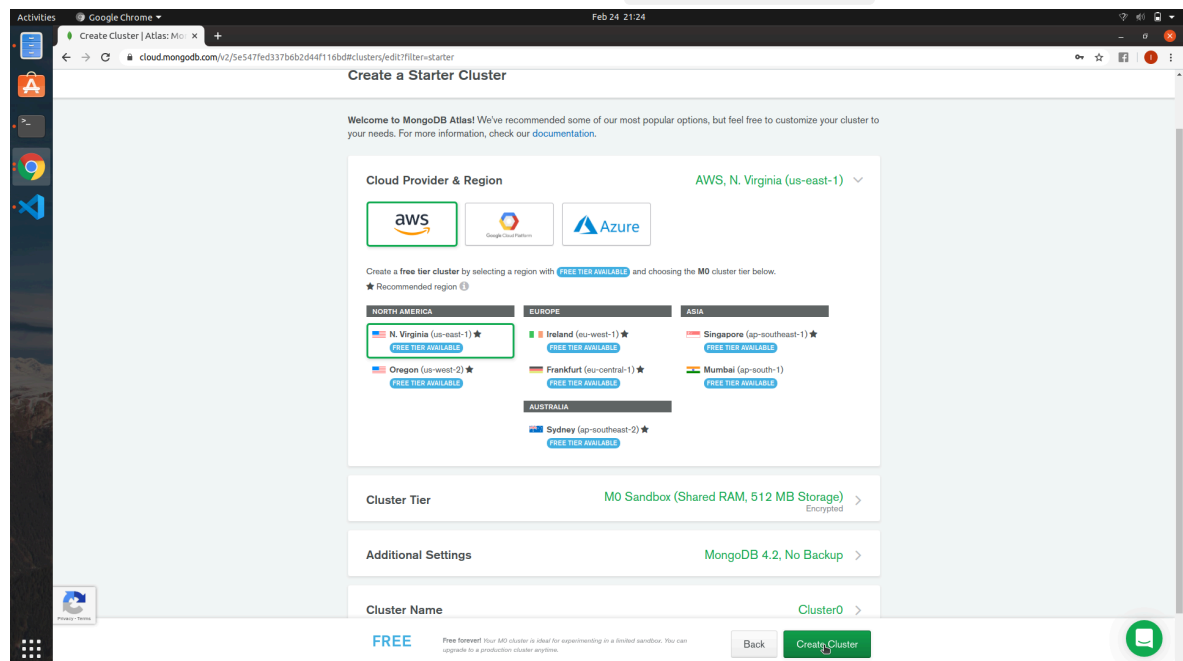 Activities
Google Chrome
Feb 24 21:24
Create Cluster | Atlas: Mo
cloud.mongodb.com/v2/5e547fed337b6b2d44f116bd#clusters/edit?filter=starter
Create a Starter Cluster
Welcome to MongoDB Atlas! We've recommended some of our most popular options, but feel free to customize your cluster to
your needs. For more information, check our documentation.
Cloud Provider & Region
AWS, N. Virginia (us-east-1)
aws
Google Cloud Platform
Azure
Create a free tier cluster by selecting a region with FREE TIER AVAILABLE and choosing the M0 cluster tier below.
★ Recommended region
NORTH AMERICA
N. Virginia (us-east-1) ★
FREE TIER AVAILABLE
Oregon (us-west-2) ★
FREE TIER AVAILABLE
EUROPE
Ireland (eu-west-1) ★
FREE TIER AVAILABLE
Frankfurt (eu-central-1) ★
FREE TIER AVAILABLE
AUSTRALIA
Sydney (ap-southeast-2) ★
FREE TIER AVAILABLE
ASIA
Singapore (ap-southeast-1) ★
FREE TIER AVAILABLE
Mumbai (ap-south-1)
FREE TIER AVAILABLE
Cluster Tier
M0 Sandbox (Shared RAM, 512 MB Storage)
Encrypted
Additional Settings
MongoDB 4.2, No Backup
Cluster Name
Cluster0
Privacy - Terms
FREE
Free forever! Your M0 cluster is ideal for experimenting in a limited sandbox. You can
upgrade to a production cluster anytime.
Back
Create Cluster